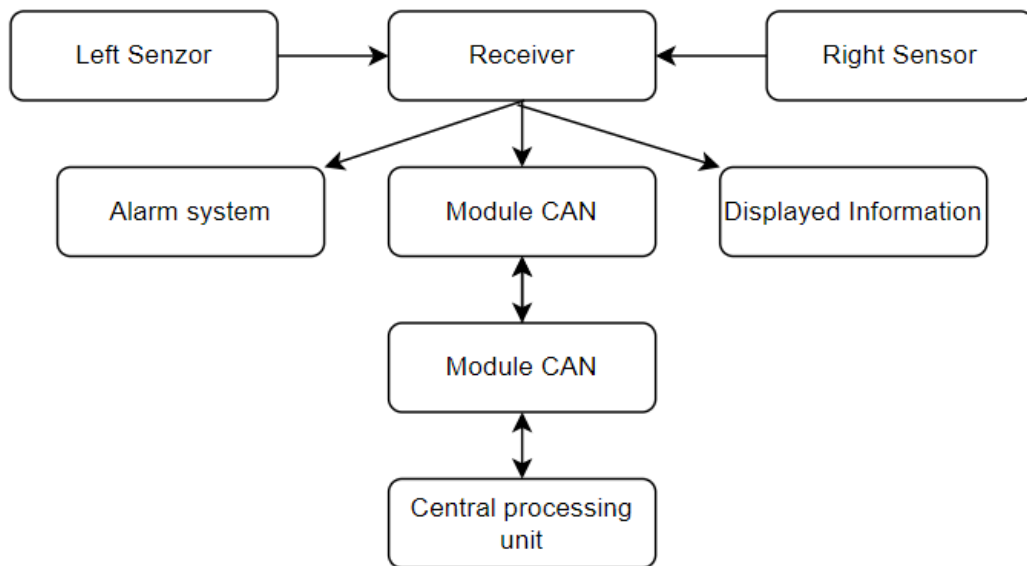 Left Senzor
Receiver
Right Sensor
Alarm system
Module CAN
Displayed Information
Module CAN
Central processing
unit